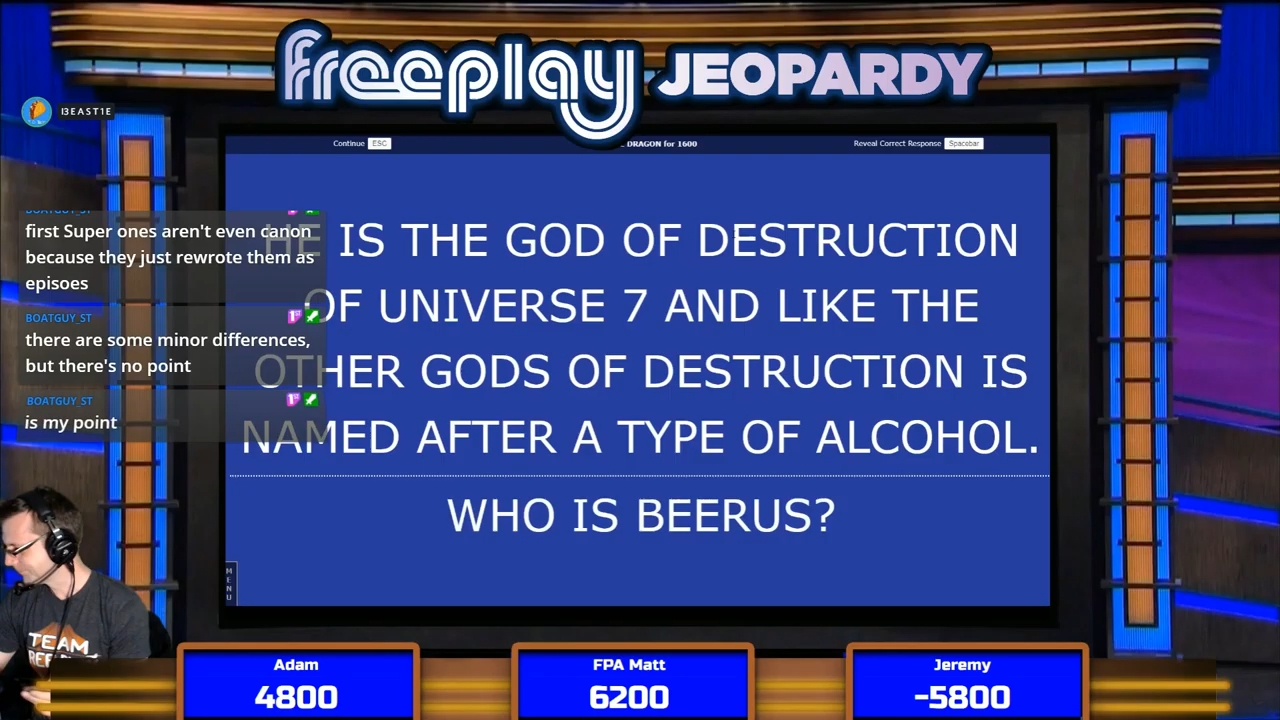 freeplay JEOPARDY
I3EAST1E
Continue ESC
DRAGON for 1600
Reveal Correct Response Spacebar
BOATGUY_ST
first Super ones aren't even canon
because they just rewrote them as
episoes
BOATGUY_ST
there are some minor differences,
but there's no point
BOATGUY_ST
is my point
HE IS THE GOD OF DESTRUCTION
OF UNIVERSE 7 AND LIKE THE
OTHER GODS OF DESTRUCTION IS
NAMED AFTER A TYPE OF ALCOHOL.
WHO IS BEERUS?
MENU
TEAM
Adam
4800
FPA Matt
6200
Jeremy
-5800